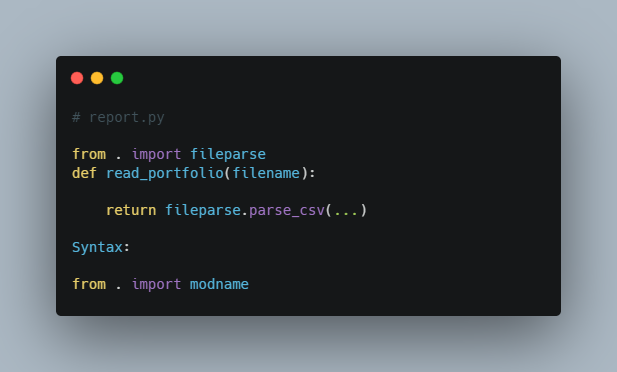 # report.py
from . import fileparse
def read_portfolio(filename):
    return fileparse.parse_csv(...)
Syntax:
from . import modname